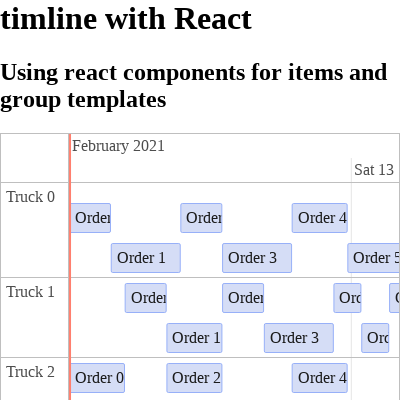 timline with React
Using react components for items and
group templates
February 2021
Sat 13
Truck 0
Order
Order
Order 4
Order 1
Order 3
Order 5
Truck 1
Order
Order
Order 1
Order 3
Truck 2
Order 0
Order 2
Order 4